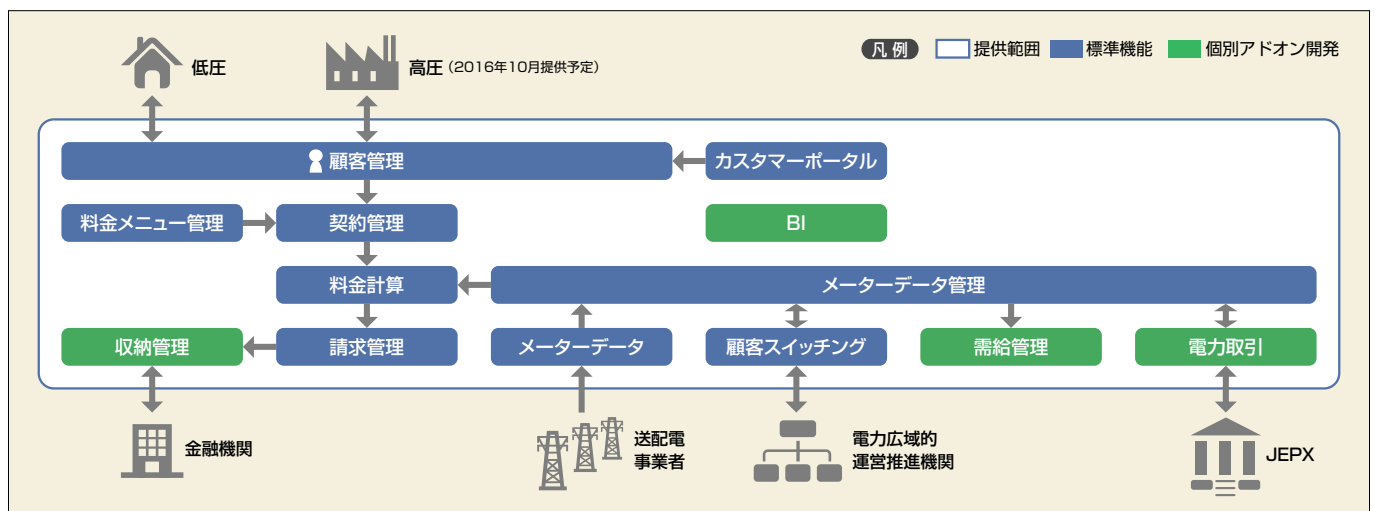 凡例 提供範囲 標準機能 個別アドオン開発
低圧
高圧(2016年10月提供予定)
顧客管理
カスタマーポータル
料金メニュー管理
契約管理
BI
料金計算
メーターデータ管理
収納管理
請求管理
メーターデータ
顧客スイッチング
需給管理
電力取引
金融機関
送配電
事業者
電力広域的
運営推進機関
JEPX